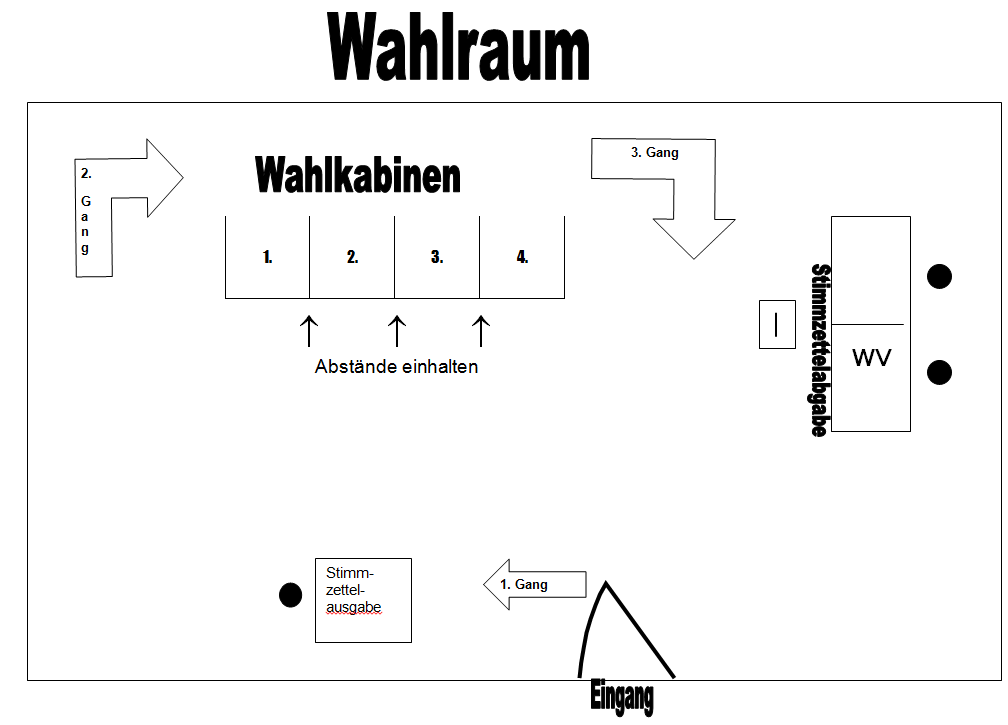 Wahlraum
2.
G
a
n
g
Wahlkabinen
3. Gang
1.
2.
3.
4.
Stimmzettelabgabe
I
WV
Abstände einhalten
Stimm-
zettel-
ausgabe
1. Gang
Eingang